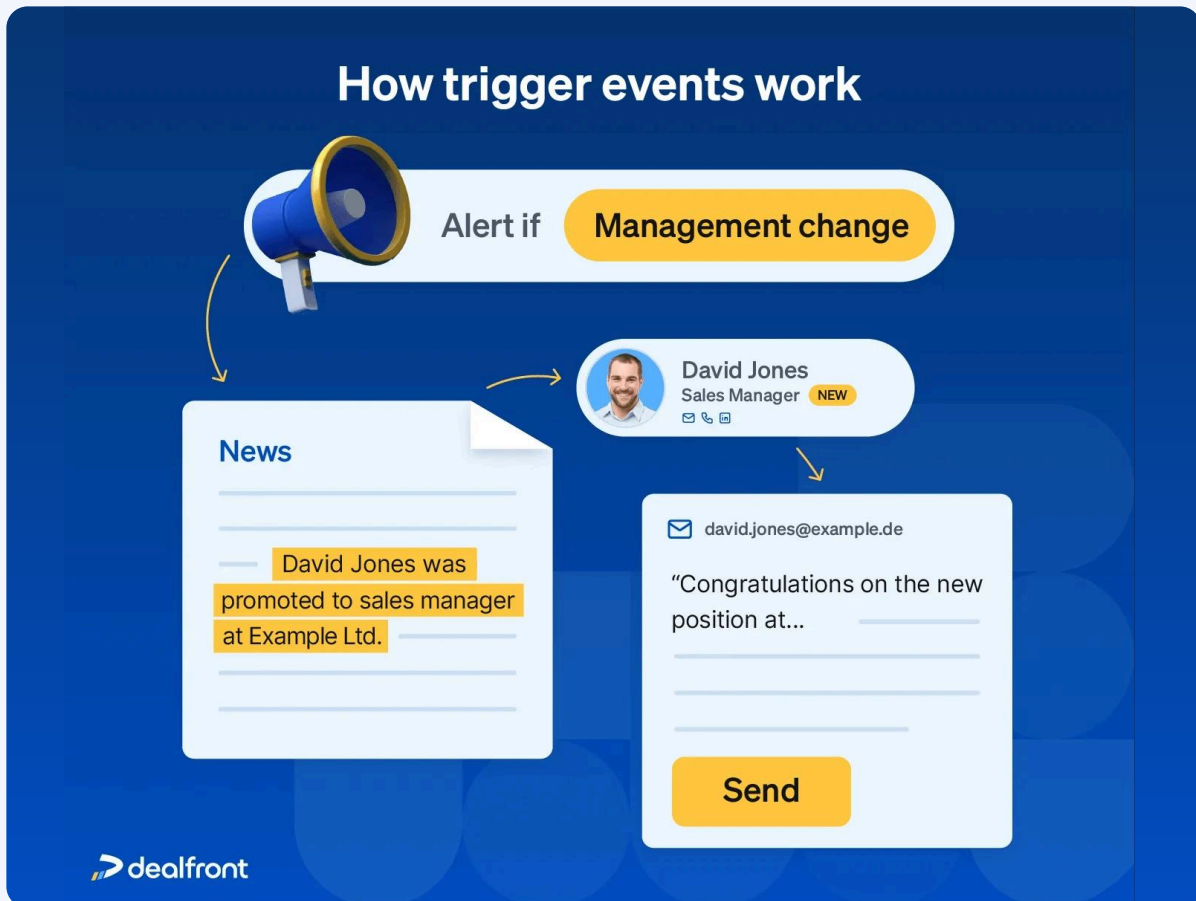 How trigger events work
Alert if Management change
David Jones
Sales Manager NEW
in
News
David Jones was
promoted to sales manager
at Example Ltd.
david.jones@example.de
“Congratulations on the new
position at...
Send
dealfront